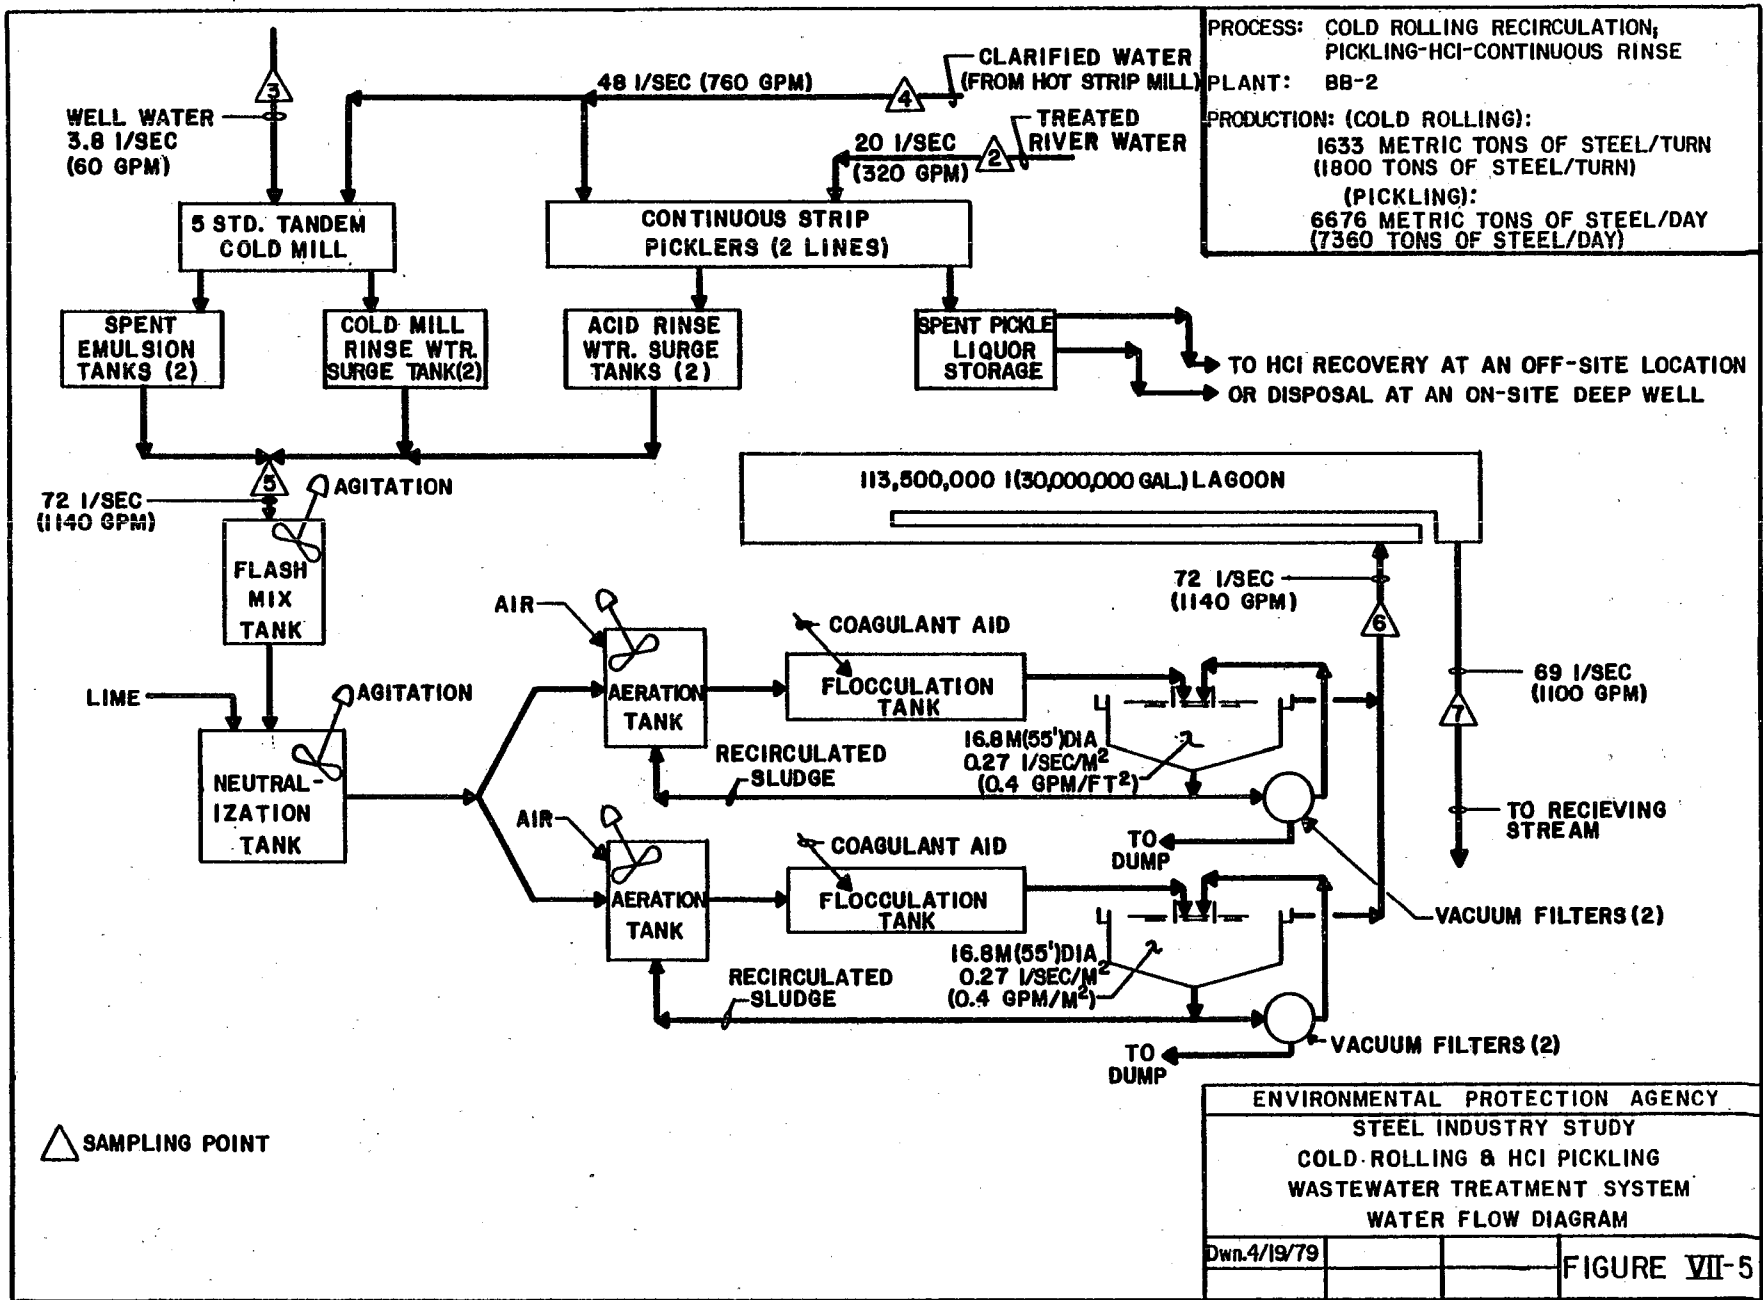 PROCESS: COLD ROLLING RECIRCULATION;
PICKLING-HCl-CONTINUOUS RINSE
PLANT: BB-2
PRODUCTION: (COLD ROLLING):
1633 METRIC TONS OF STEEL/TURN
(1800 TONS OF STEEL/TURN)
(PICKLING):
6676 METRIC TONS OF STEEL/DAY
(7360 TONS OF STEEL/DAY)
3
WELL WATER
3.8 l/SEC
(60 GPM)
48 l/SEC (760 GPM)
4
CLARIFIED WATER
(FROM HOT STRIP MILL)
20 l/SEC
(320 GPM)
2
TREATED
RIVER WATER
5 STD. TANDEM
COLD MILL
CONTINUOUS STRIP
PICKLERS (2 LINES)
SPENT
EMULSION
TANKS (2)
COLD MILL
RINSE WTR.
SURGE TANK(2)
ACID RINSE
WTR. SURGE
TANKS (2)
SPENT PICKLE
LIQUOR
STORAGE
TO HCl RECOVERY AT AN OFF-SITE LOCATION
OR DISPOSAL AT AN ON-SITE DEEP WELL
5
72 l/SEC
(1140 GPM)
AGITATION
FLASH
MIX
TANK
113,500,000 l(30,000,000 GAL.) LAGOON
72 l/SEC
(1140 GPM)
6
69 l/SEC
(1100 GPM)
7
TO RECIEVING
STREAM
LIME
AGITATION
NEUTRAL-
IZATION
TANK
AIR
AERATION
TANK
COAGULANT AID
FLOCCULATION
TANK
16.8M(55')DIA
0.27 l/SEC/M²
(0.4 GPM/FT²)
RECIRCULATED
SLUDGE
TO
DUMP
VACUUM FILTERS (2)
AIR
AERATION
TANK
COAGULANT AID
FLOCCULATION
TANK
16.8M(55')DIA
0.27 l/SEC/M²
(0.4 GPM/M²)
RECIRCULATED
SLUDGE
TO
DUMP
VACUUM FILTERS (2)
SAMPLING POINT
ENVIRONMENTAL PROTECTION AGENCY
STEEL INDUSTRY STUDY
COLD ROLLING & HCl PICKLING
WASTEWATER TREATMENT SYSTEM
WATER FLOW DIAGRAM
Dwn.4/19/79
FIGURE VII-5